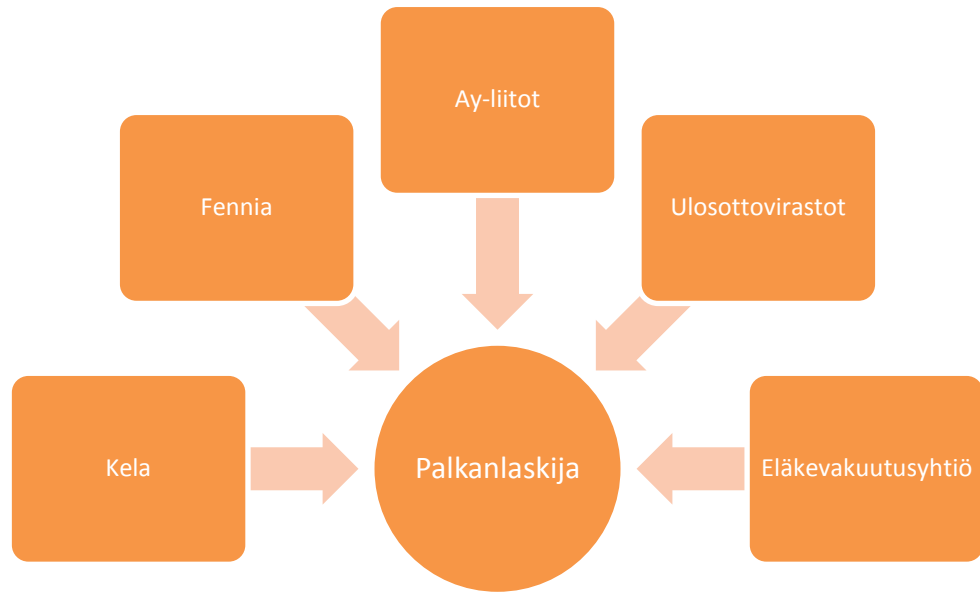 Ay-liitot
Fennia
Ulosottovirastot
Kela
Palkanlaskija
Eläkevakuutusyhtiö